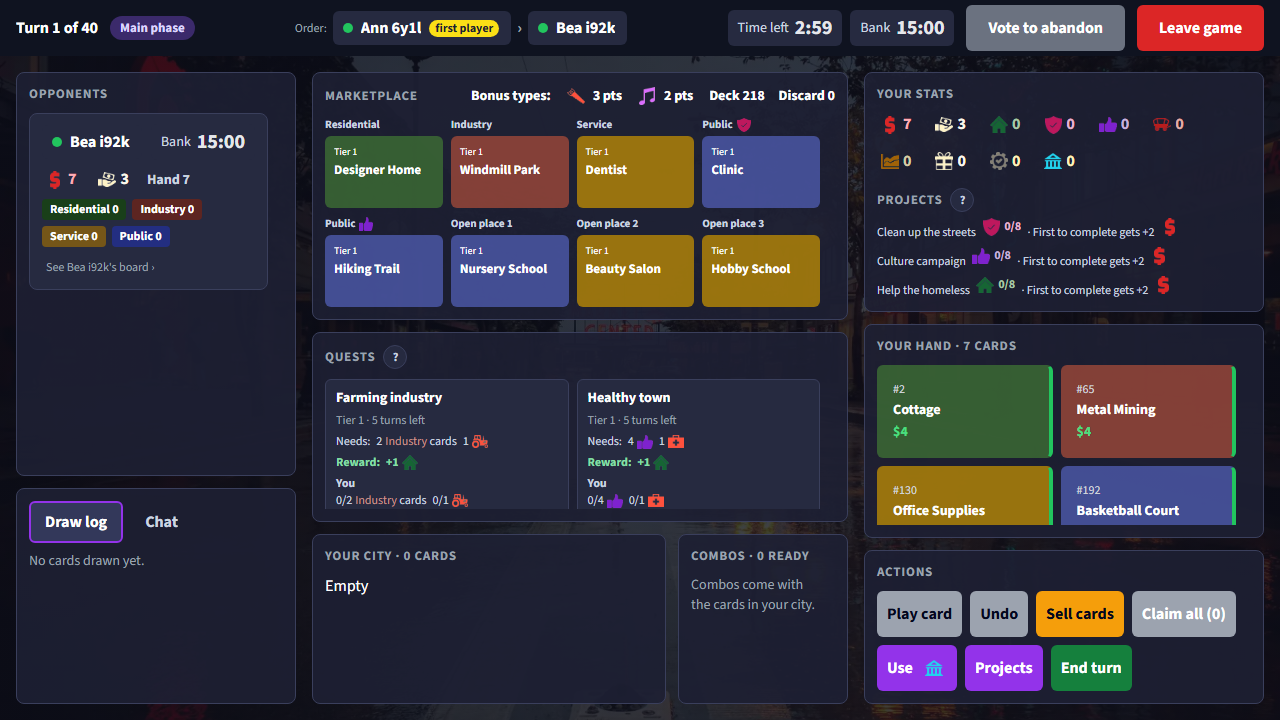 Turn 1 of 40 Main phase
Order: Ann 6y1l first player › Bea i92k
Time left 2:59 Bank 15:00
Vote to abandon Leave game
OPPONENTS
Bea i92k Bank 15:00
7 3 Hand 7
Residential 0 Industry 0
Service 0 Public 0
See Bea i92k's board ›
Draw log Chat
No cards drawn yet.
MARKETPLACE Bonus types: 3 pts 2 pts Deck 218 Discard 0
Residential Industry Service Public
Tier 1 Tier 1 Tier 1 Tier 1
Designer Home Windmill Park Dentist Clinic
Public Open place 1 Open place 2 Open place 3
Tier 1 Tier 1 Tier 1 Tier 1
Hiking Trail Nursery School Beauty Salon Hobby School
QUESTS ?
Farming industry
Tier 1 · 5 turns left
Needs: 2 Industry cards 1
Reward: +1
You
0/2 Industry cards 0/1
Healthy town
Tier 1 · 5 turns left
Needs: 4 1
Reward: +1
You
0/4 0/1
YOUR CITY · 0 CARDS
Empty
COMBOS · 0 READY
Combos come with
the cards in your city.
YOUR STATS
7 3 0 0 0 0
0 0 0 0
PROJECTS ?
Clean up the streets 0/8 · First to complete gets +2
Culture campaign 0/8 · First to complete gets +2
Help the homeless 0/8 · First to complete gets +2
YOUR HAND · 7 CARDS
#2 #65
Cottage Metal Mining
$4 $4
#130 #192
Office Supplies Basketball Court
ACTIONS
Play card Undo Sell cards Claim all (0)
Use Projects End turn